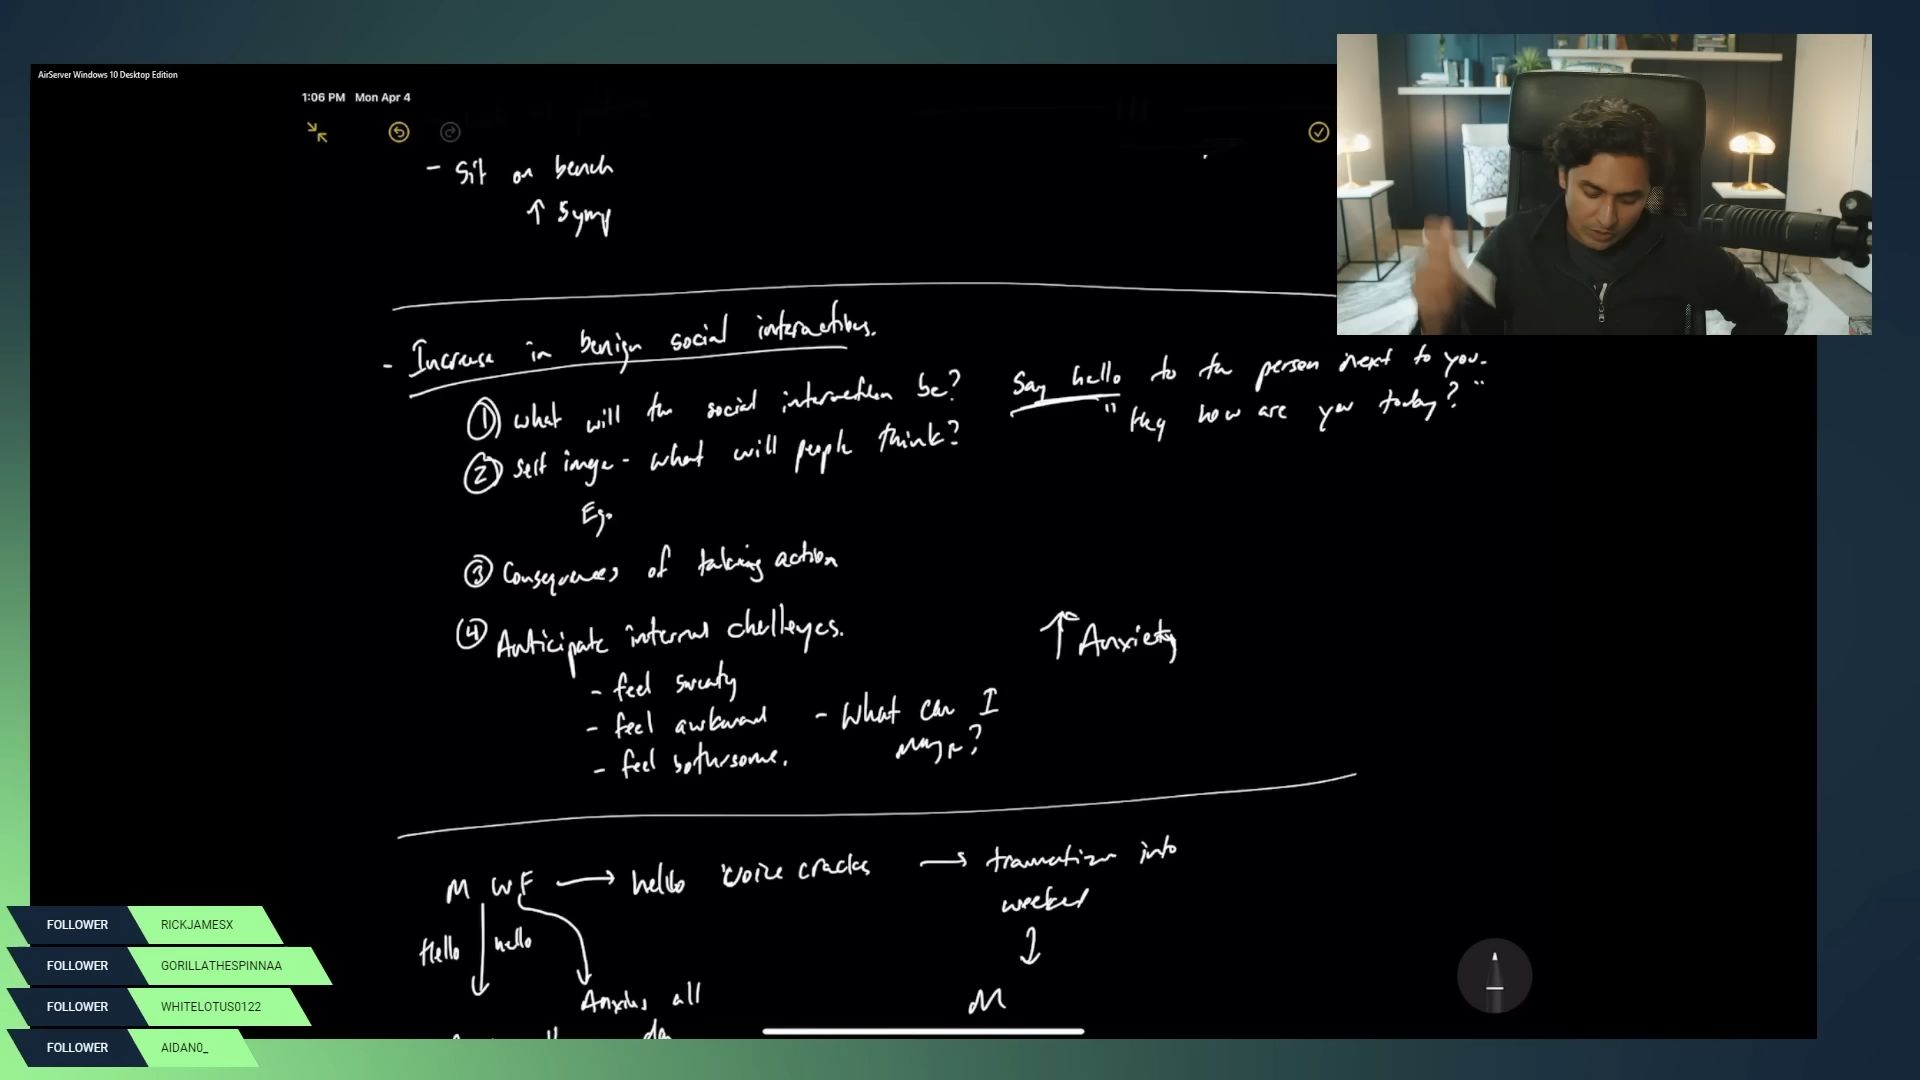 AirServer Windows 10 Desktop Edition
1:06 PM Mon Apr 4
- Sit on bench
↑ Symp
- Increase in benign social interactions.
① What will the social interaction be?
Say hello to the person next to you.
"Hey how are you today?"
② Self image - what will people think?
Eg.
③ Consequences of taking action
④ Anticipate internal challenges.
↑ Anxiety
- feel sweaty
- feel awkward
- What can I
- feel bothersome.
M WF → hello voice cracks → into
weekend
Hello hello
Anxious all
M
FOLLOWER RICKJAMESX
FOLLOWER GORILLATHESPINNAA
FOLLOWER WHITELOTUS0122
FOLLOWER AIDAN0_